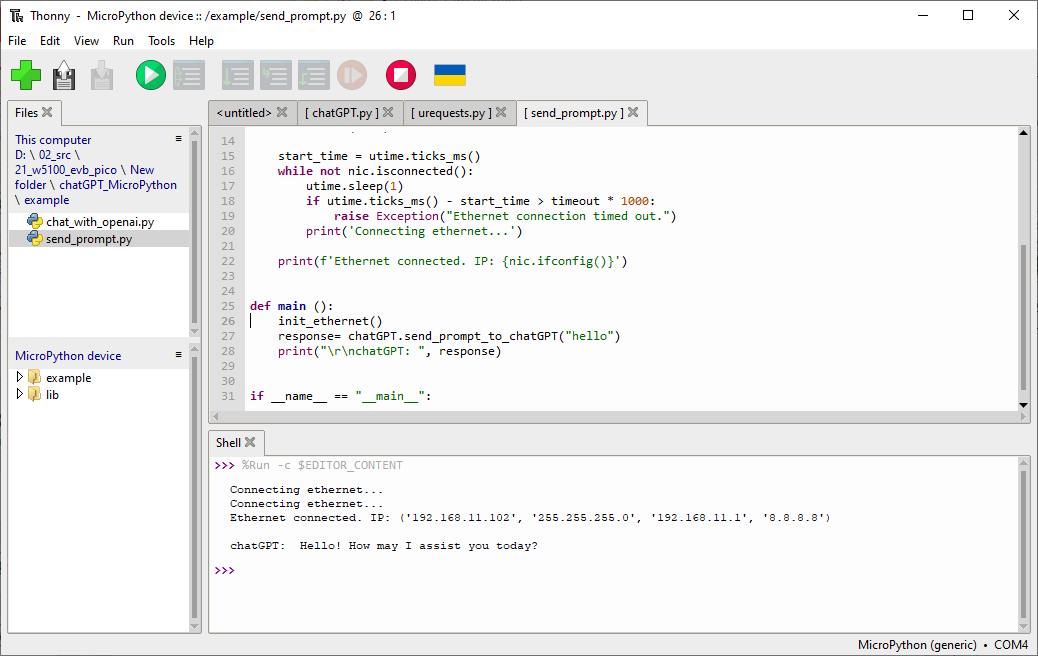 Thonny - MicroPython device :: /example/send_prompt.py @ 26 : 1
File Edit View Run Tools Help
Files
This computer
D: \ 02_src \
21_w5100_evb_pico \ New
folder \ chatGPT_MicroPython
\ example
chat_with_openai.py
send_prompt.py
MicroPython device
example
lib
<untitled> [ chatGPT.py ] [ urequests.py ] [ send_prompt.py ]
14
15 start_time = utime.ticks_ms()
16 while not nic.isconnected():
17 utime.sleep(1)
18 if utime.ticks_ms() - start_time > timeout * 1000:
19 raise Exception("Ethernet connection timed out.")
20 print('Connecting ethernet...')
21
22 print(f'Ethernet connected. IP: {nic.ifconfig()}')
23
24
25 def main ():
26 init_ethernet()
27 response= chatGPT.send_prompt_to_chatGPT("hello")
28 print("\r\nchatGPT: ", response)
29
30
31 if __name__ == "__main__":
Shell
>>> %Run -c $EDITOR_CONTENT
Connecting ethernet...
Connecting ethernet...
Ethernet connected. IP: ('192.168.11.102', '255.255.255.0', '192.168.11.1', '8.8.8.8')
chatGPT:  Hello! How may I assist you today?
>>>
MicroPython (generic) • COM4